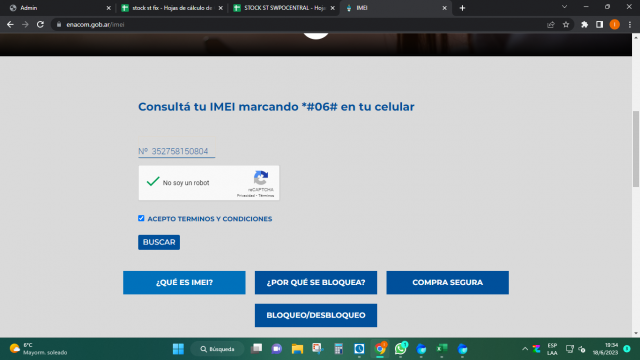 Admin
stock st fix - Hojas de cálculo de
STOCK ST SWPOCENTRAL - Hoja
IMEI
enacom.gob.ar/imei
Consultá tu IMEI marcando *#06# en tu celular
Nº 352758150804
No soy un robot
reCAPTCHA
Privacidad - Términos
ACEPTO TERMINOS Y CONDICIONES
BUSCAR
¿QUÉ ES IMEI?
¿POR QUÉ SE BLOQUEA?
COMPRA SEGURA
BLOQUEO/DESBLOQUEO
6°C
Mayorm. soleado
Búsqueda
ESP
LAA
19:34
18/6/2023